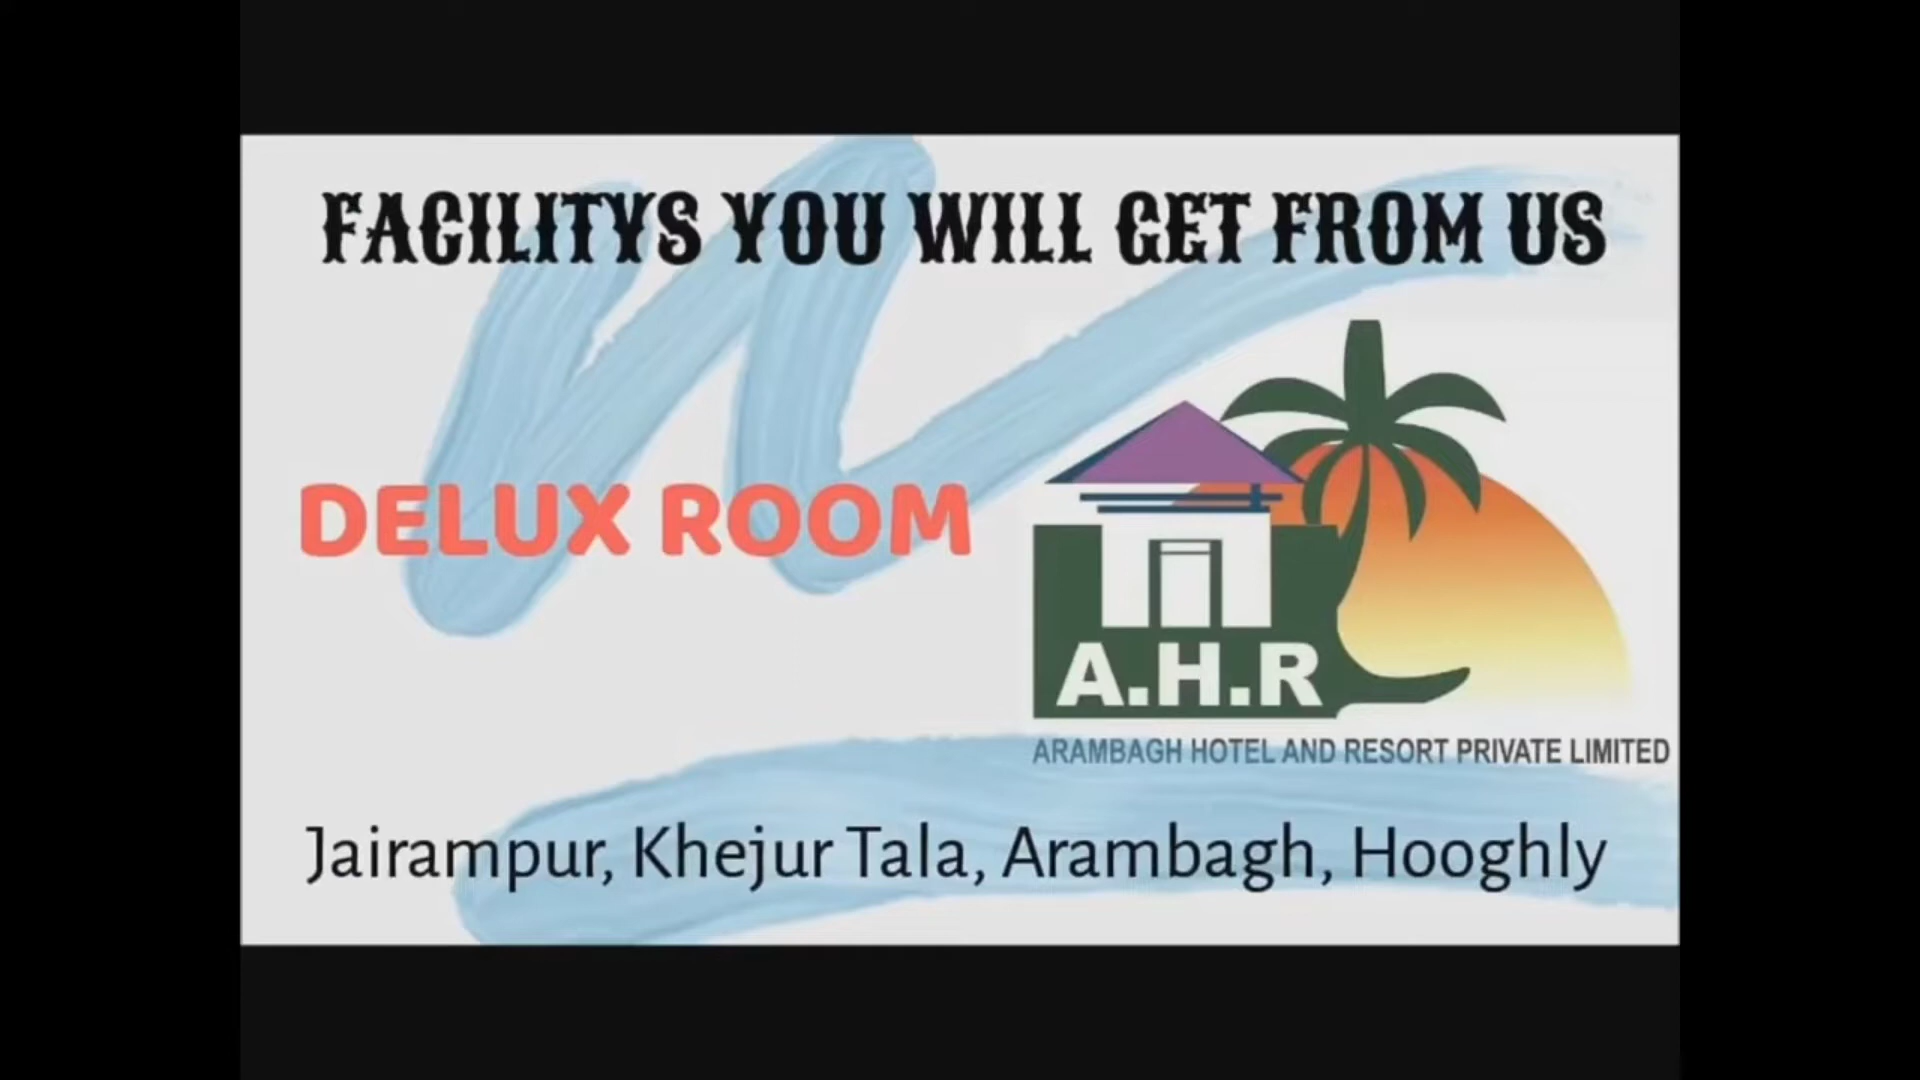 FACILITYS YOU WILL GET FROM US
DELUX ROOM
A.H.R
ARAMBAGH HOTEL AND RESORT PRIVATE LIMITED
Jairampur, Khejur Tala, Arambagh, Hooghly